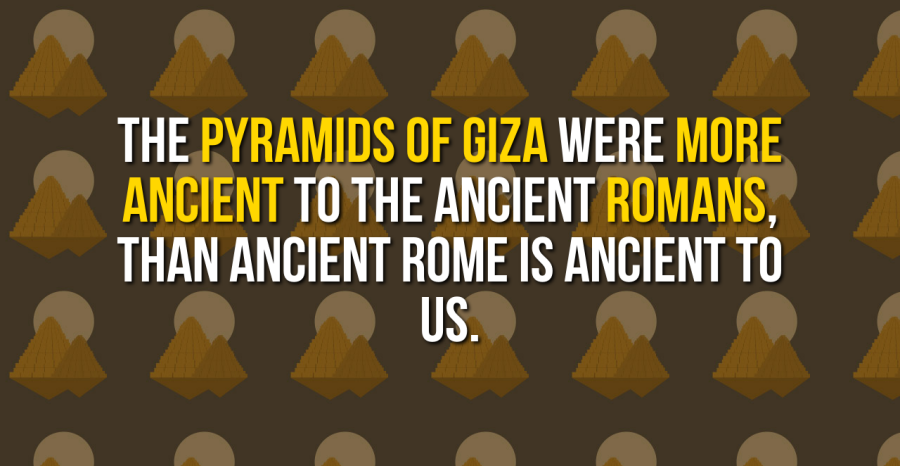 THE PYRAMIDS OF GIZA WERE MORE
ANCIENT TO THE ANCIENT ROMANS,
THAN ANCIENT ROME IS ANCIENT TO
US.